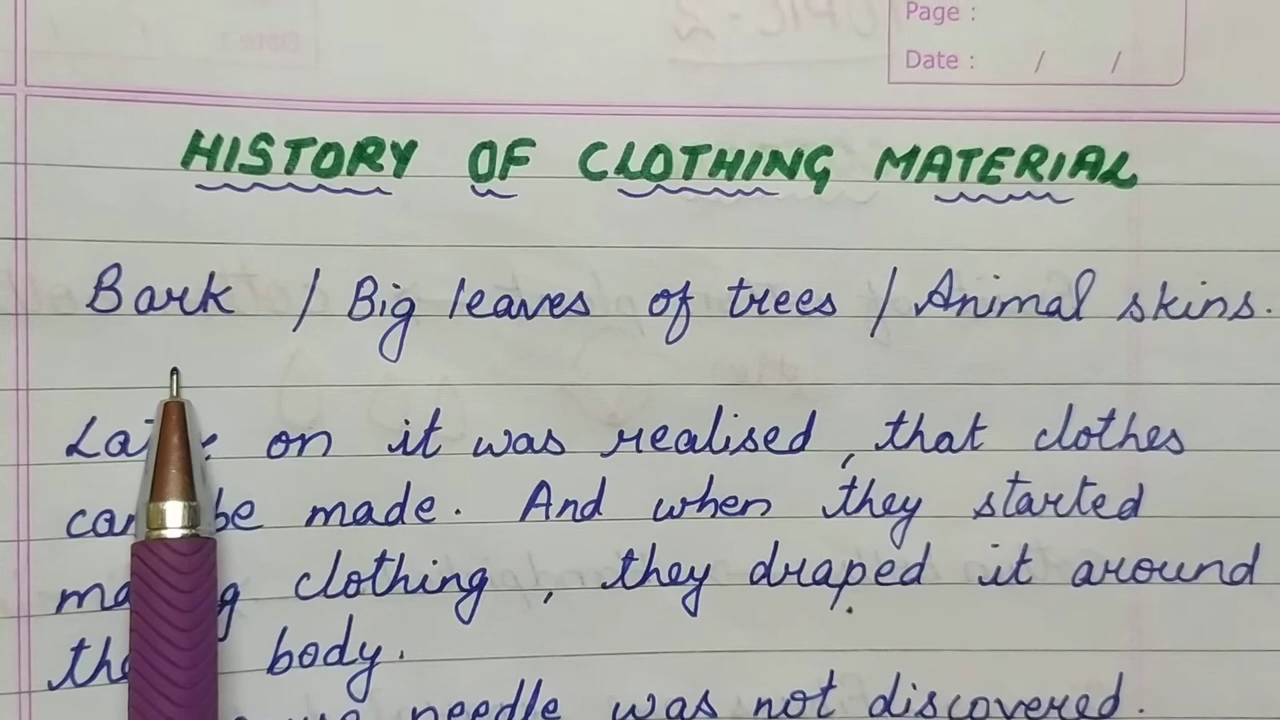 Page :
Date : / /
HISTORY OF CLOTHING MATERIAL
Bark / Big leaves of trees / Animal skins.
on it was realised, that clothes
be made. And when they started
clothing, they draped it around
body.
needle was not discovered.